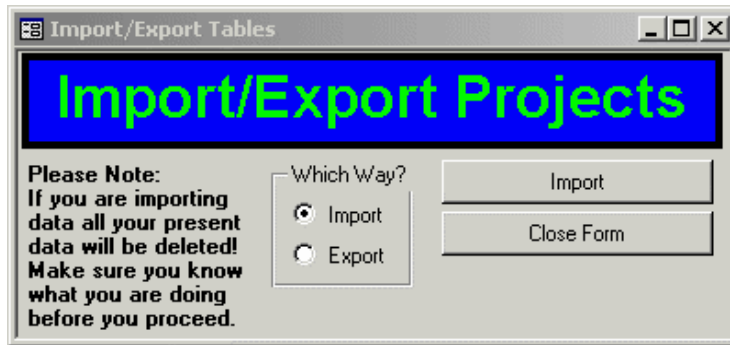 Import/Export Tables
Import/Export Projects
Please Note:
If you are importing
data all your present
data will be deleted!
Make sure you know
what you are doing
before you proceed.
Which Way?
Import
Export
Import
Close Form